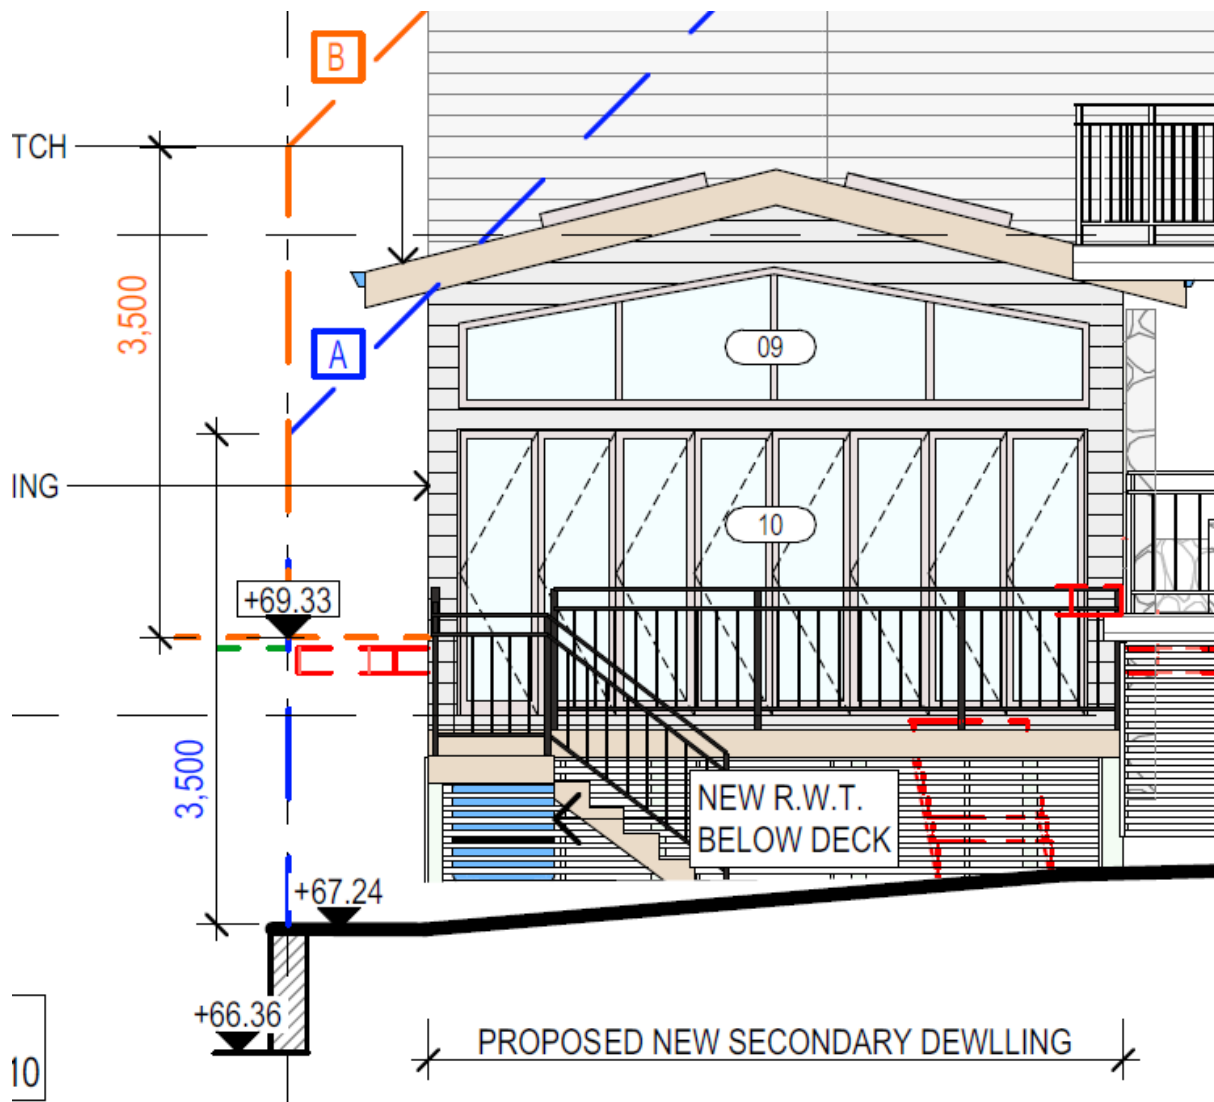 B
TCH
3,500
A
09
ING
10
+69.33
3,500
NEW R.W.T.
BELOW DECK
+67.24
+66.36
PROPOSED NEW SECONDARY DEWLLING
10